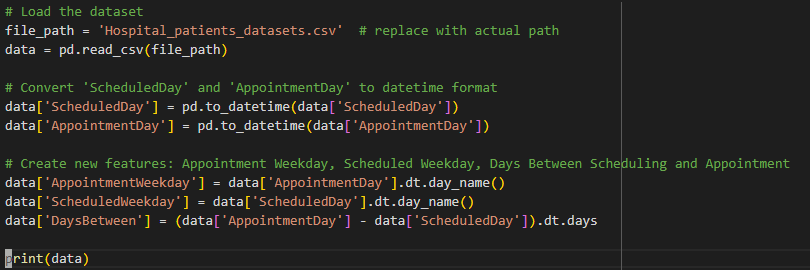 # Load the dataset
file_path = 'Hospital_patients_datasets.csv'  # replace with actual path
data = pd.read_csv(file_path)
# Convert 'ScheduledDay' and 'AppointmentDay' to datetime format
data['ScheduledDay'] = pd.to_datetime(data['ScheduledDay'])
data['AppointmentDay'] = pd.to_datetime(data['AppointmentDay'])
# Create new features: Appointment Weekday, Scheduled Weekday, Days Between Scheduling and Appointment
data['AppointmentWeekday'] = data['AppointmentDay'].dt.day_name()
data['ScheduledWeekday'] = data['ScheduledDay'].dt.day_name()
data['DaysBetween'] = (data['AppointmentDay'] - data['ScheduledDay']).dt.days
print(data)